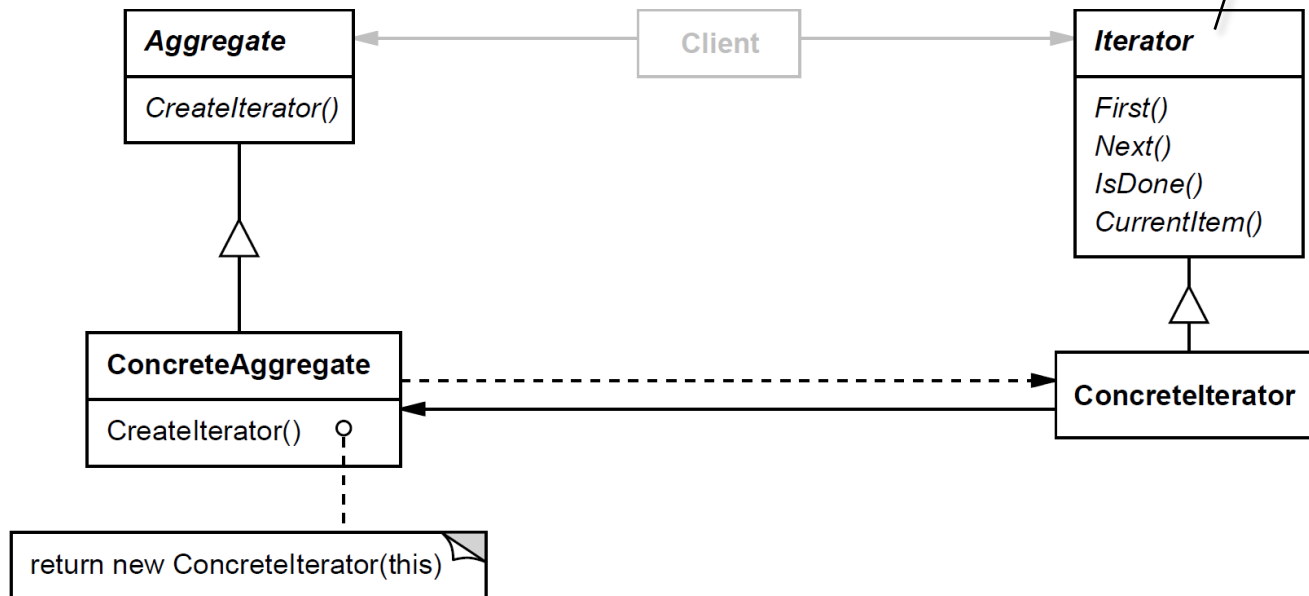 Aggregate
CreateIterator()
Client
Iterator
First()
Next()
IsDone()
CurrentItem()
ConcreteAggregate
CreateIterator()
ConcreteIterator
return new ConcreteIterator(this)